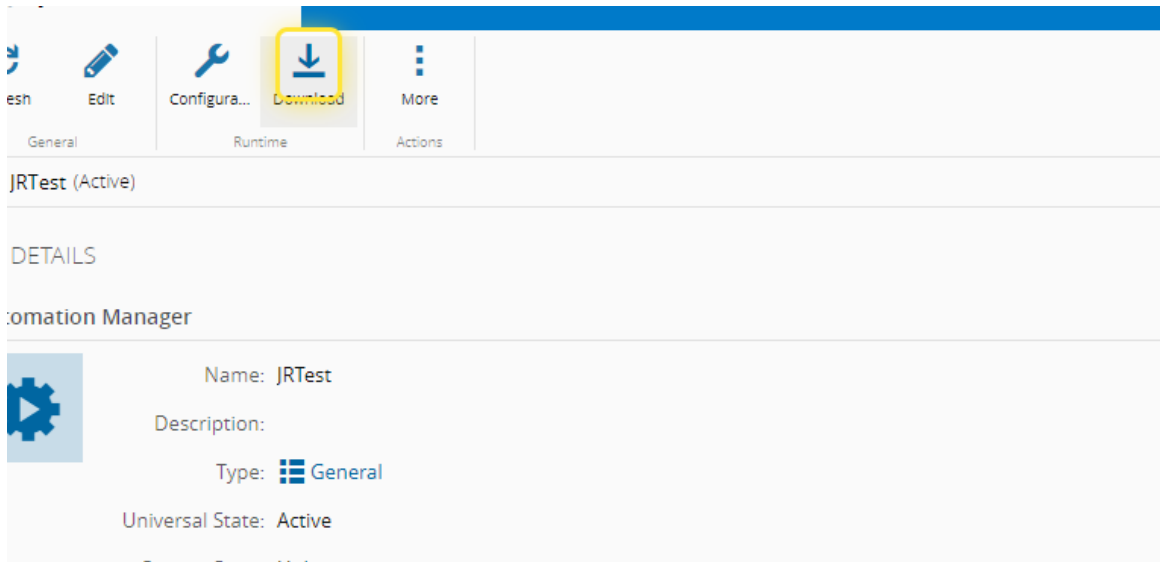 esh Edit Configura... Download More
General Runtime Actions
JRTest (Active)
DETAILS
tomation Manager
Name: JRTest
Description:
Type: General
Universal State: Active